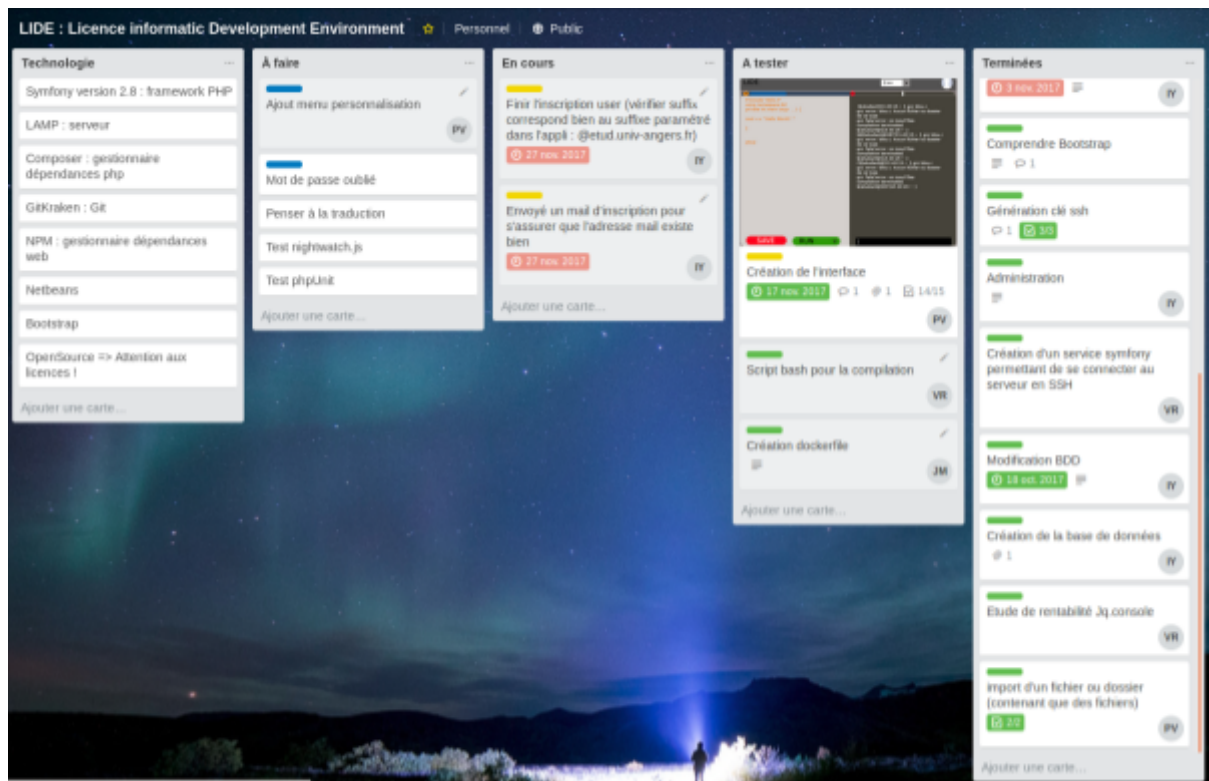 LIDE : Licence informatic Development Environment
Personnel
Public
Technologie
Symfony version 2.8 : framework PHP
LAMP : serveur
Composer : gestionnaire
dépendances php
GitKraken : Git
NPM : gestionnaire dépendances
web
Netbeans
Bootstrap
OpenSource => Attention aux
licences !
Ajouter une carte...
À faire
Ajout menu personnalisation
PV
Mot de passe oublié
Penser à la traduction
Test nightwatch.js
Test phpUnit
Ajouter une carte...
En cours
Finir l'inscription user (vérifier suffix
correspond bien au suffixe paramétré
dans l'appli : @etud.univ-angers.fr)
27 nov. 2017
IY
Envoyé un mail d'inscription pour
s'assurer que l'adresse mail existe
bien
27 nov. 2017
IY
Ajouter une carte...
A tester
LIDE
SAVE
RUN
Création de l'interface
17 nov. 2017 1 1 14/15
PV
Script bash pour la compilation
VR
Création dockerfile
JM
Ajouter une carte...
Terminées
3 nov. 2017
IY
Comprendre Bootstrap
1
Génération clé ssh
1 3/3
Administration
IY
Création d'un service symfony
permettant de se connecter au
serveur en SSH
VR
Modification BDD
18 oct. 2017
IY
Création de la base de données
1
IY
Etude de rentabilité Jq.console
VR
import d'un fichier ou dossier
(contenant que des fichiers)
2/2
PV
Ajouter une carte...